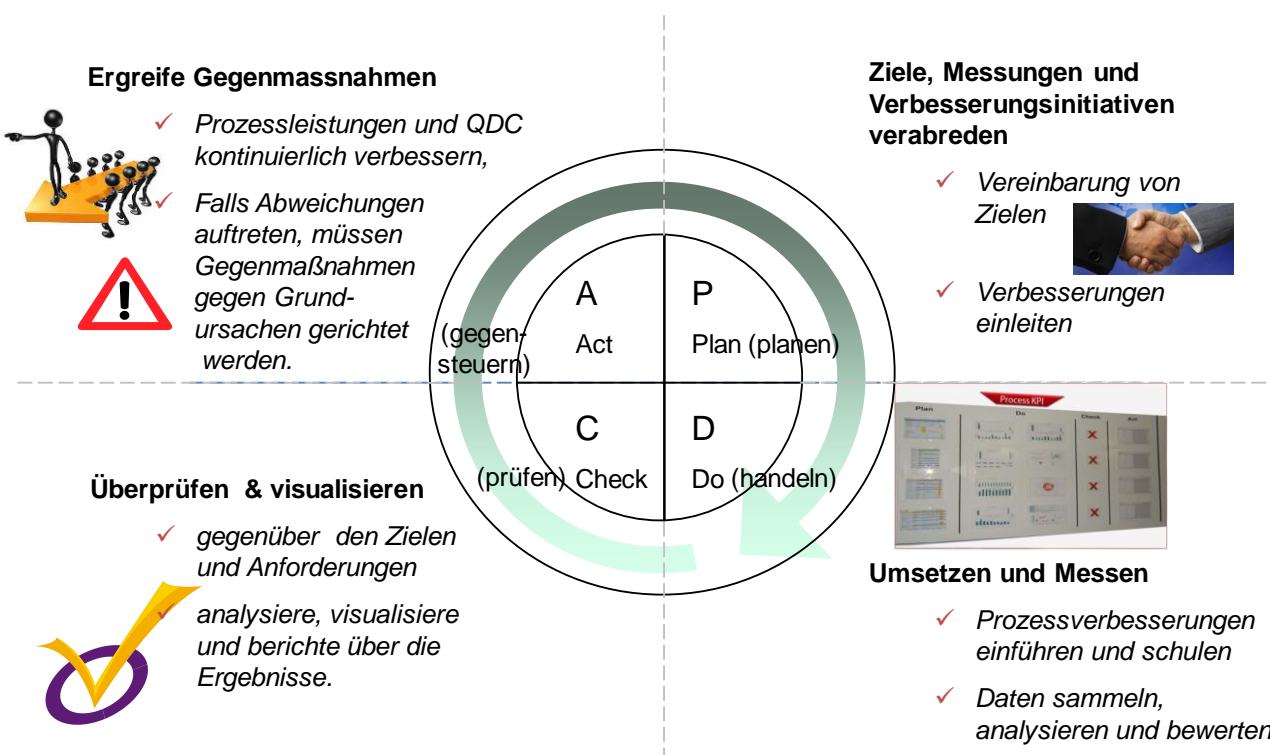 Ergreife Gegenmassnahmen
✓ Prozessleistungen und QDC
kontinuierlich verbessern,
✓ Falls Abweichungen
auftreten, müssen
Gegenmaßnahmen
gegen Grund-
ursachen gerichtet
werden.
Ziele, Messungen und
Verbesserungsinitiativen
verabreden
✓ Vereinbarung von
Zielen
✓ Verbesserungen
einleiten
A
Act
(gegen-
steuern)
P
Plan (planen)
C
(prüfen) Check
D
Do (handeln)
Process KPI
Plan
Do
Check
Act
Überprüfen & visualisieren
✓ gegenüber den Zielen
und Anforderungen
✓ analysiere, visualisiere
und berichte über die
Ergebnisse.
Umsetzen und Messen
✓ Prozessverbesserungen
einführen und schulen
✓ Daten sammeln,
analysieren und bewerten